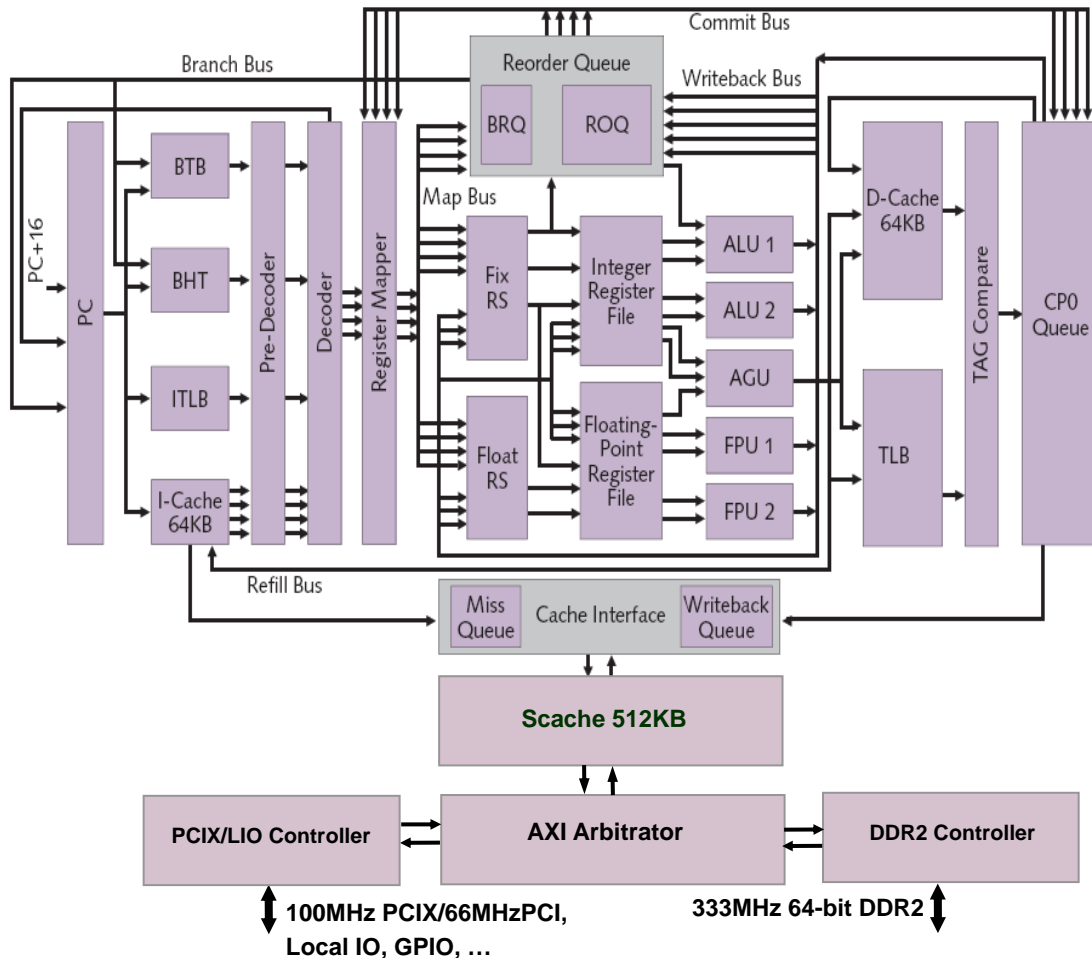 Commit Bus
Reorder Queue
Branch Bus
Writeback Bus
BRQ
ROQ
BTB
Map Bus
D-Cache
64KB
PC+16
PC
BHT
Pre-Decoder
Decoder
Register Mapper
Fix
RS
Integer
Register
File
ALU 1
ALU 2
TAG Compare
CP0
Queue
ITLB
AGU
Float
RS
Floating-
Point
Register
File
FPU 1
TLB
I-Cache
64KB
FPU 2
Refill Bus
Miss
Queue
Cache Interface
Writeback
Queue
Scache 512KB
PCIX/LIO Controller
AXI Arbitrator
DDR2 Controller
100MHz PCIX/66MHzPCI,
Local IO, GPIO, …
333MHz 64-bit DDR2